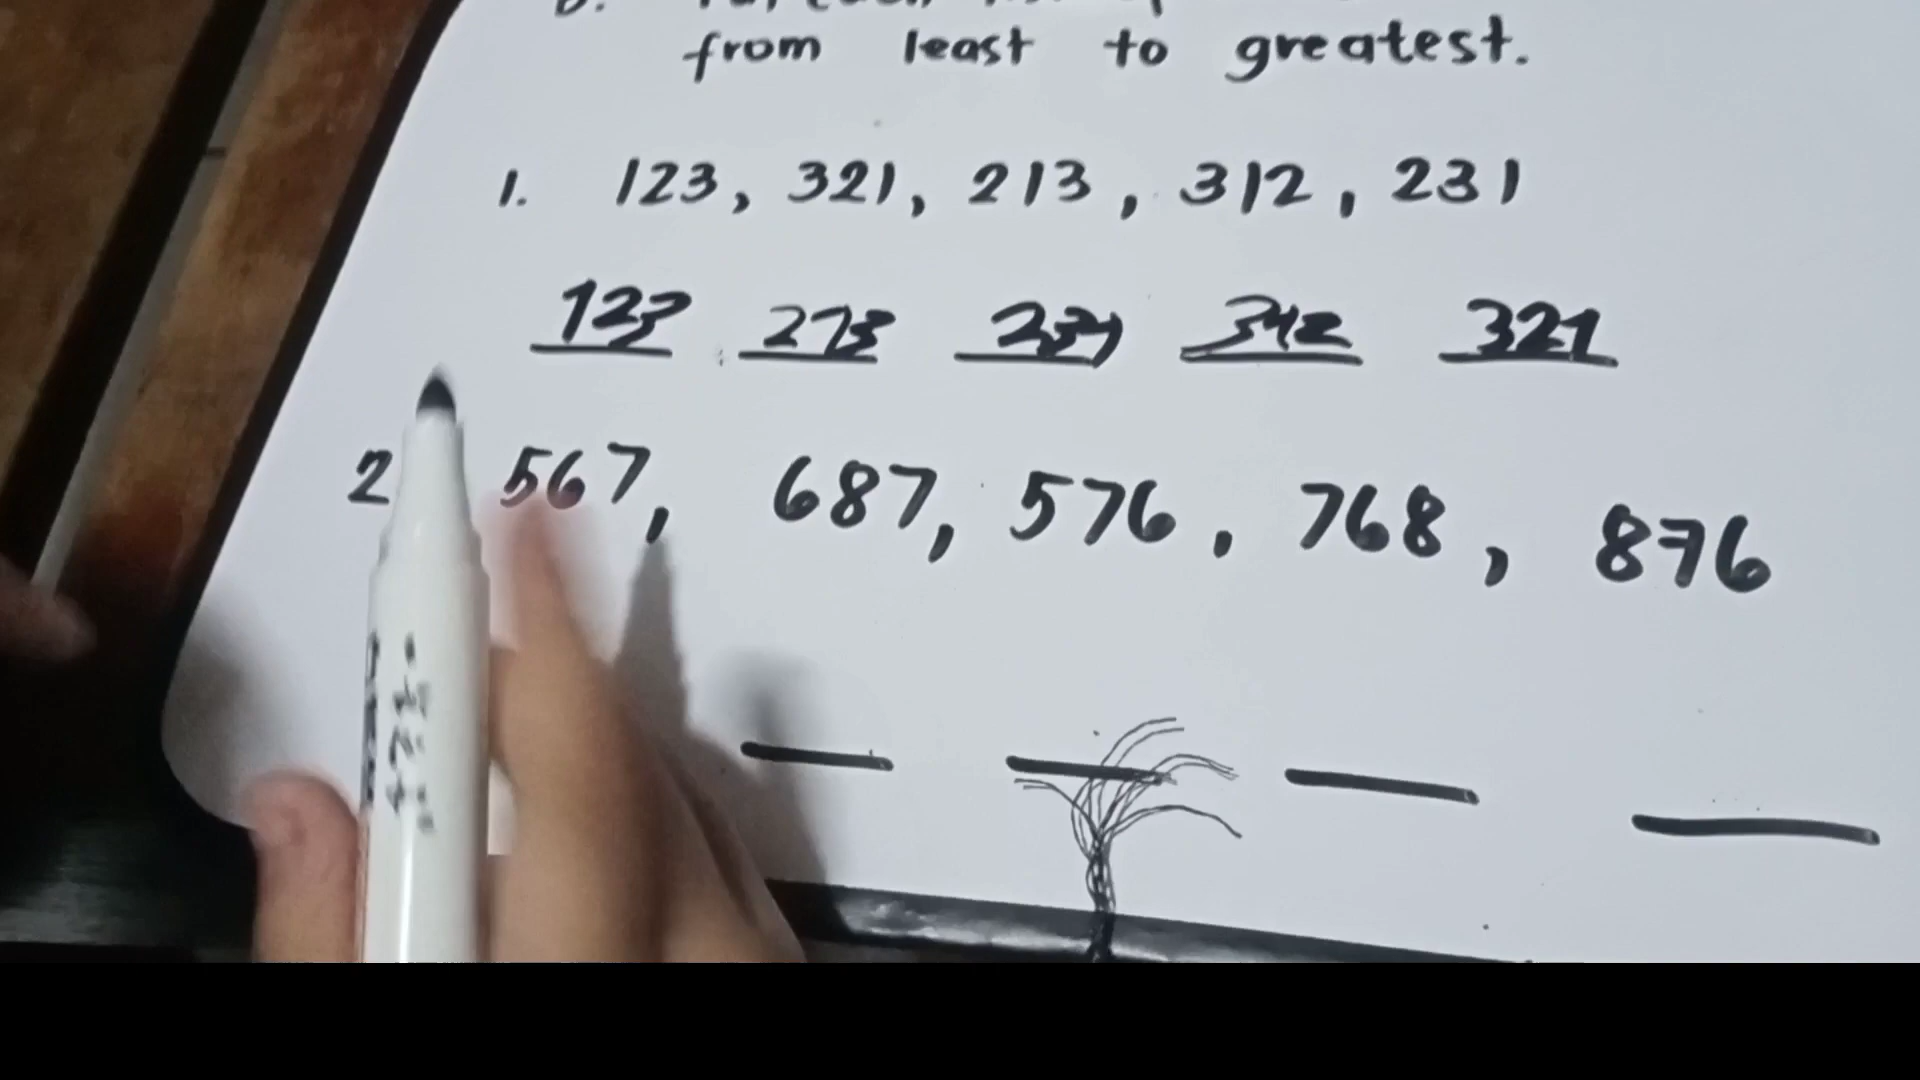 from least to greatest.
1. 123, 321, 213, 312, 231
123 213 231 312 321
2 567, 687, 576, 768, 876